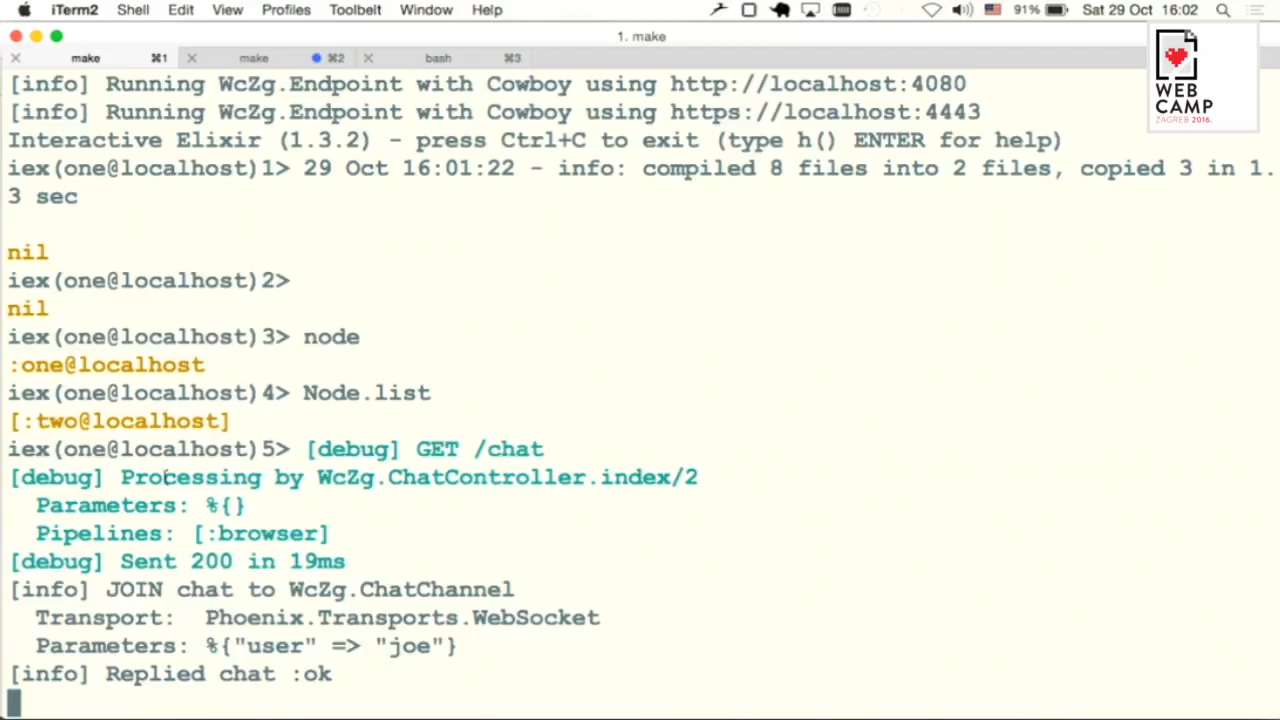 iTerm2 Shell Edit View Profiles Toolbelt Window Help 91% Sat 29 Oct 16:02
1. make
make ⌘1 make ⌘2 bash ⌘3
WEB
CAMP
ZAGREB 2016.
[info] Running WcZg.Endpoint with Cowboy using http://localhost:4080
[info] Running WcZg.Endpoint with Cowboy using https://localhost:4443
Interactive Elixir (1.3.2) - press Ctrl+C to exit (type h() ENTER for help)
iex(one@localhost)1> 29 Oct 16:01:22 - info: compiled 8 files into 2 files, copied 3 in 1.
3 sec
nil
iex(one@localhost)2>
nil
iex(one@localhost)3> node
:one@localhost
iex(one@localhost)4> Node.list
[:two@localhost]
iex(one@localhost)5> [debug] GET /chat
[debug] Processing by WcZg.ChatController.index/2
  Parameters: %{}
  Pipelines: [:browser]
[debug] Sent 200 in 19ms
[info] JOIN chat to WcZg.ChatChannel
  Transport:  Phoenix.Transports.WebSocket
  Parameters: %{"user" => "joe"}
[info] Replied chat :ok